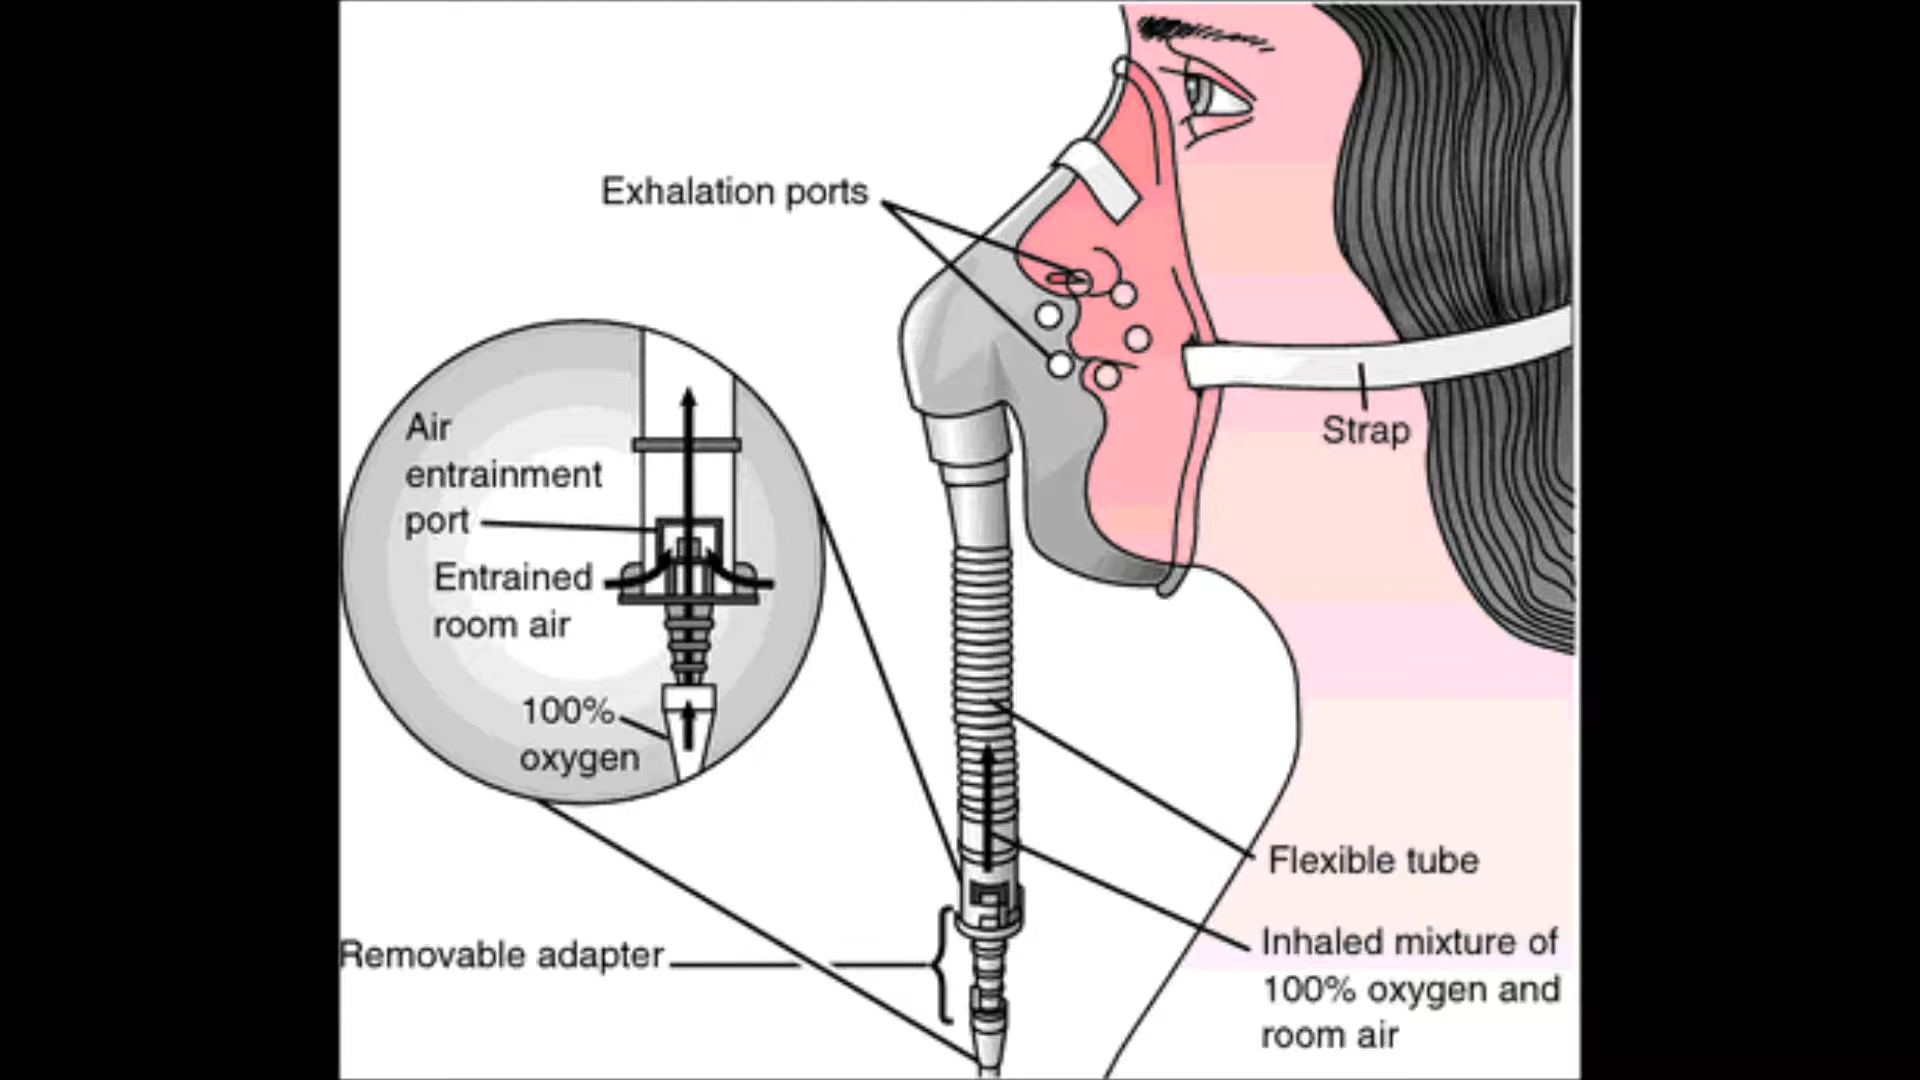 Exhalation ports
Air
entrainment
port
Entrained
room air
100%
oxygen
Strap
Flexible tube
Removable adapter
Inhaled mixture of
100% oxygen and
room air